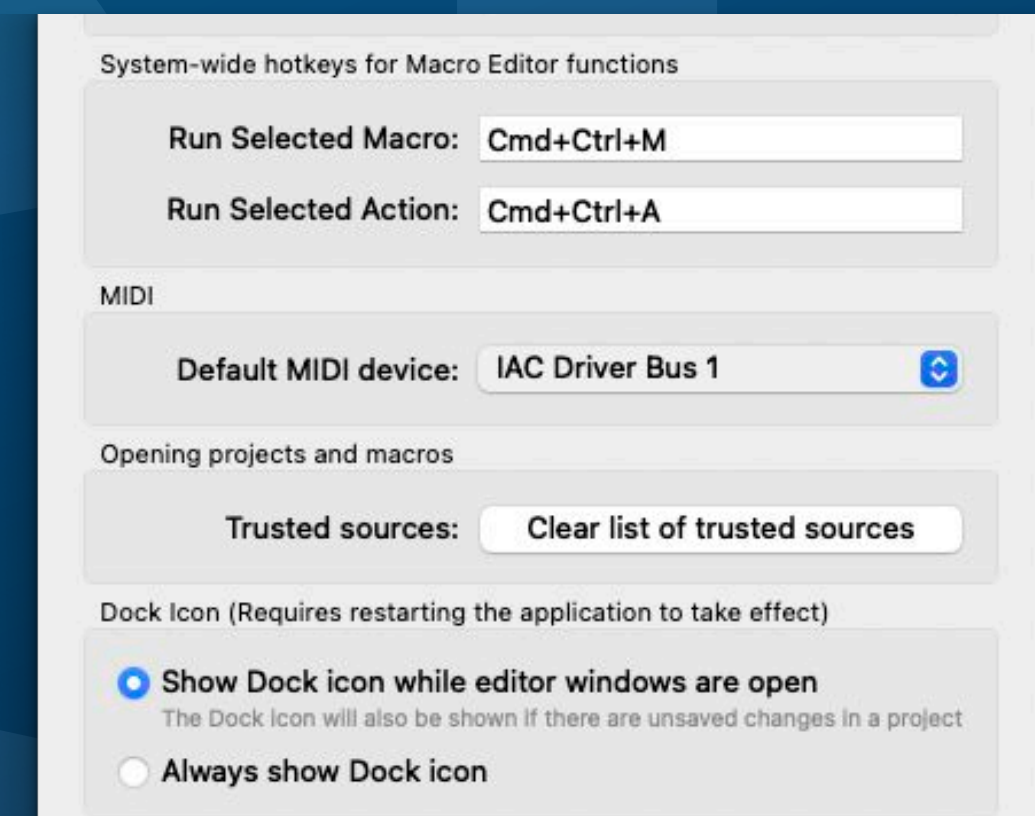 System-wide hotkeys for Macro Editor functions
Run Selected Macro: Cmd+Ctrl+M
Run Selected Action: Cmd+Ctrl+A
MIDI
Default MIDI device: IAC Driver Bus 1
Opening projects and macros
Trusted sources: Clear list of trusted sources
Dock Icon (Requires restarting the application to take effect)
Show Dock icon while editor windows are open
The Dock icon will also be shown if there are unsaved changes in a project
Always show Dock icon